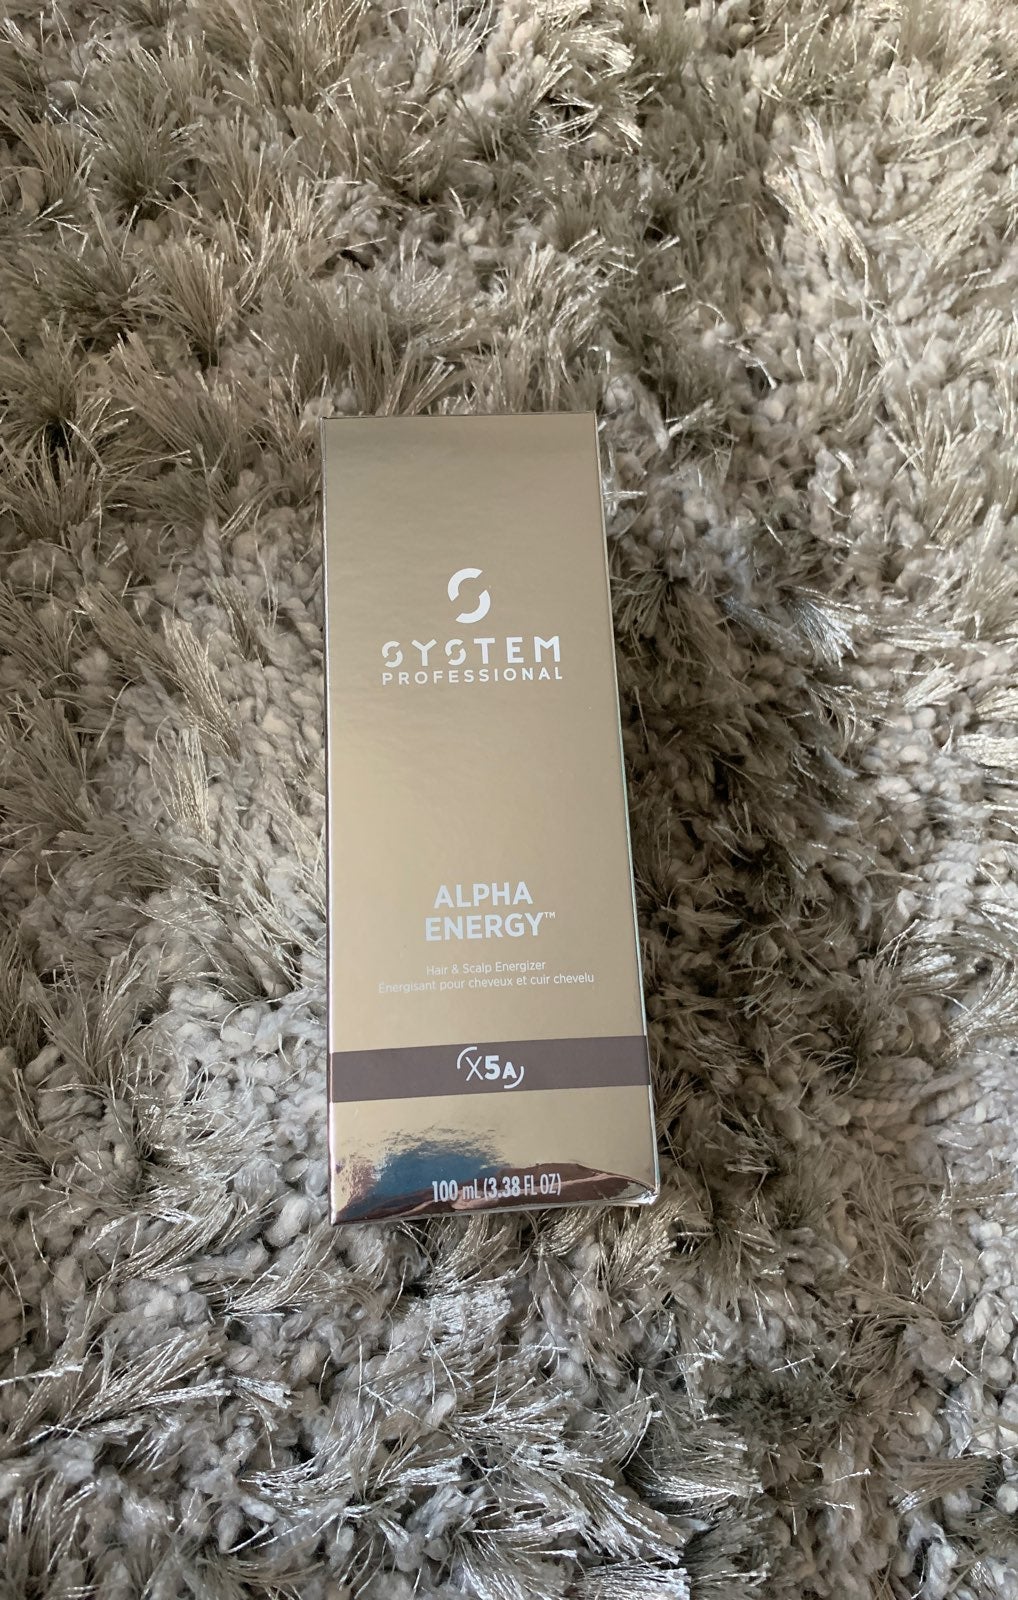 SYSTEM
PROFESSIONAL
ALPHA
ENERGY™
Hair & Scalp Energizer
Énergisant pour cheveux et cuir chevelu
X5A
100 mL (3.38 FL OZ)